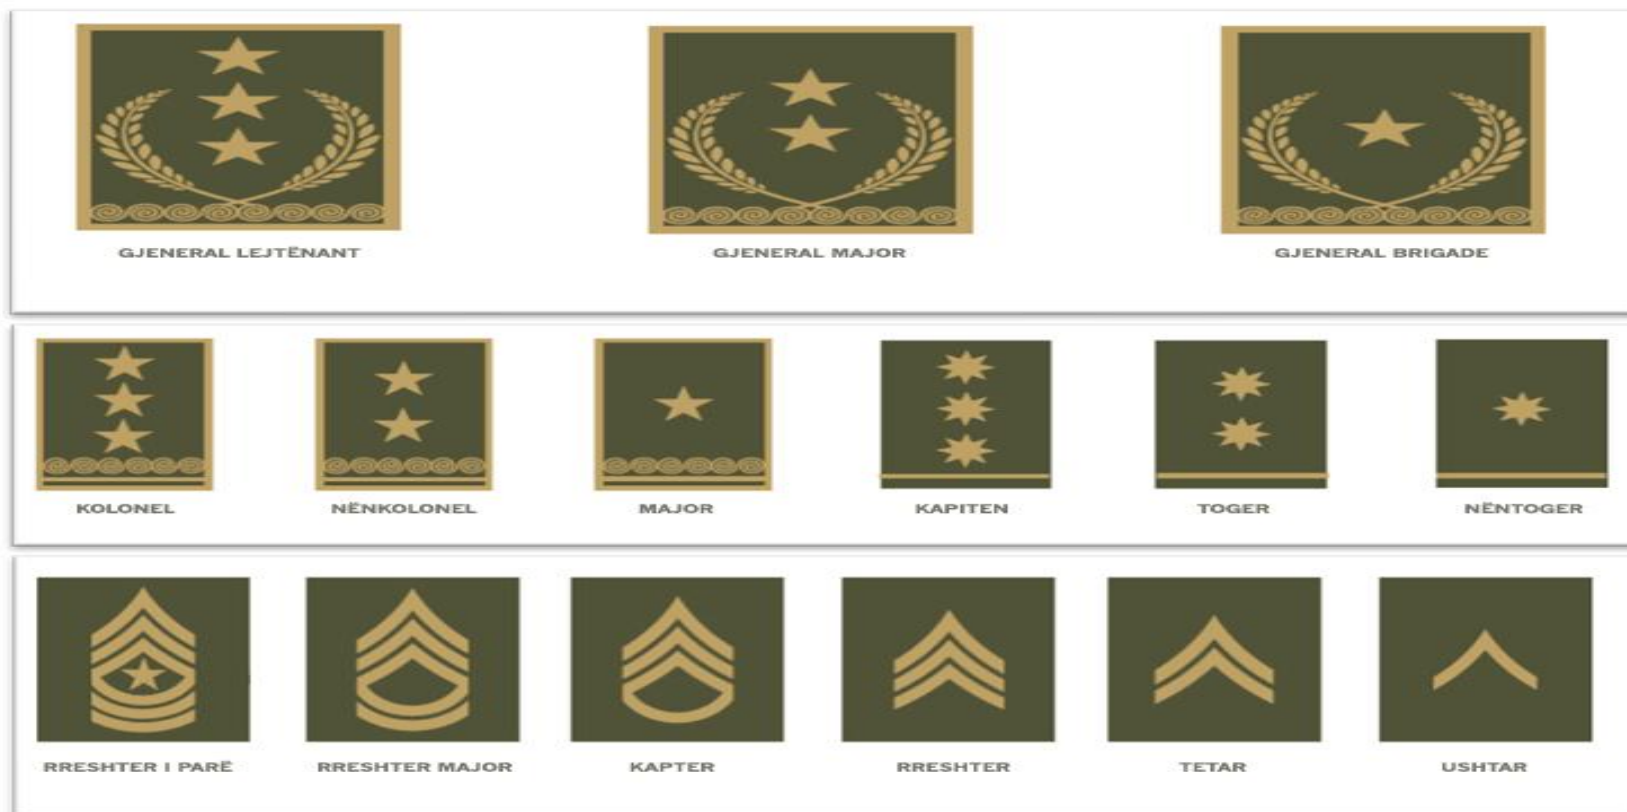 GJENERAL LEJTËNANT
GJENERAL MAJOR
GJENERAL BRIGADE
KOLONEL
NËNKOLONEL
MAJOR
KAPITEN
TOGER
NËNTOGER
RRESHTER I PARË
RRESHTER MAJOR
KAPTER
RRESHTER
TETAR
USHTAR